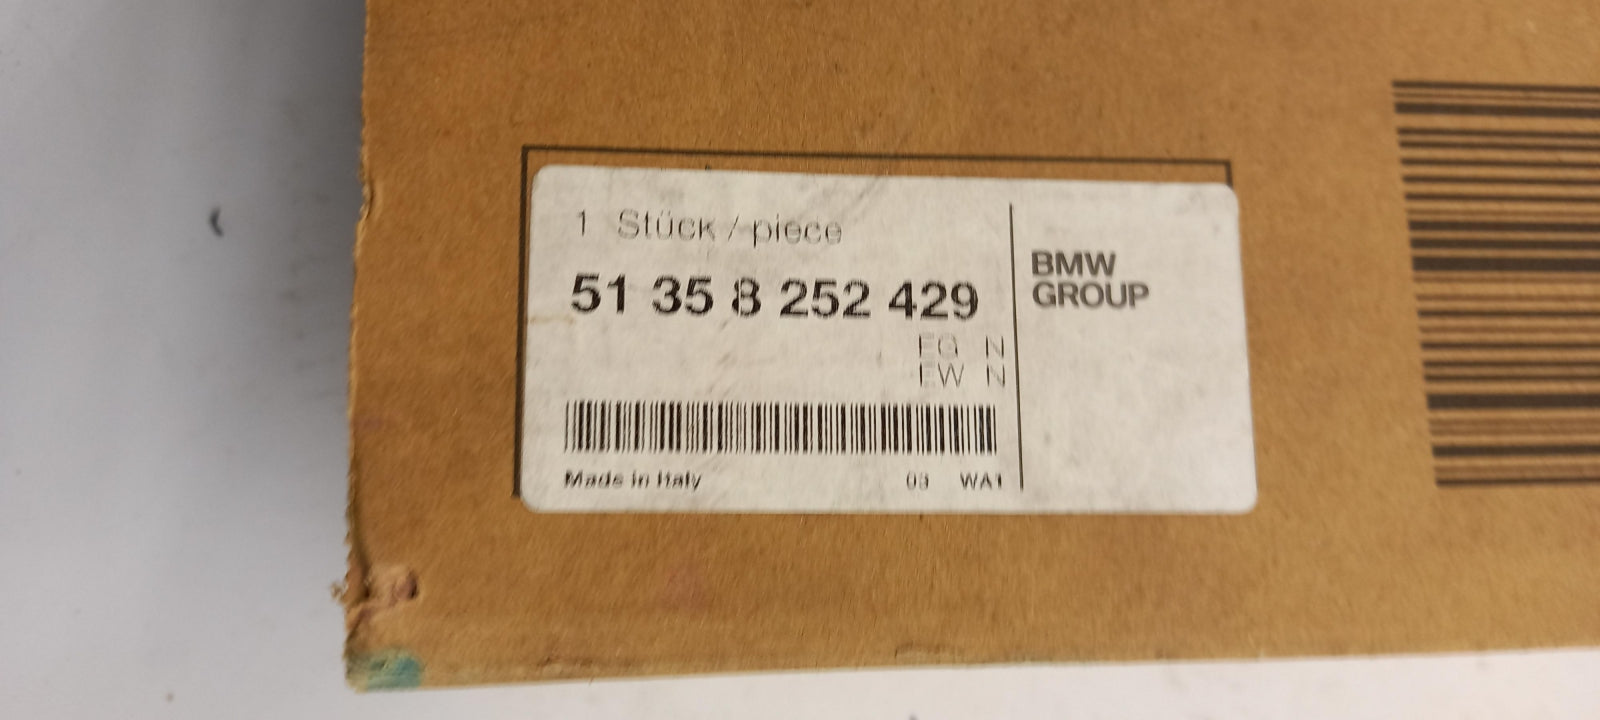 1 Stück / piece
51 35 8 252 429
EG N
EW N
Made in Italy
03 WA1
BMW
GROUP